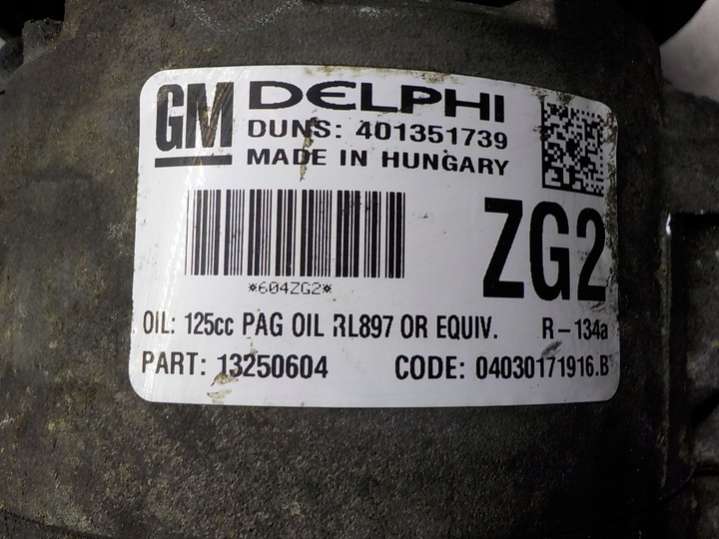 GM DELPHI
DUNS: 401351739
MADE IN HUNGARY
ZG2
*604ZG2*
OIL: 125cc PAG OIL RL897 OR EQUIV. R-134a
PART: 13250604 CODE: 04030171916.B